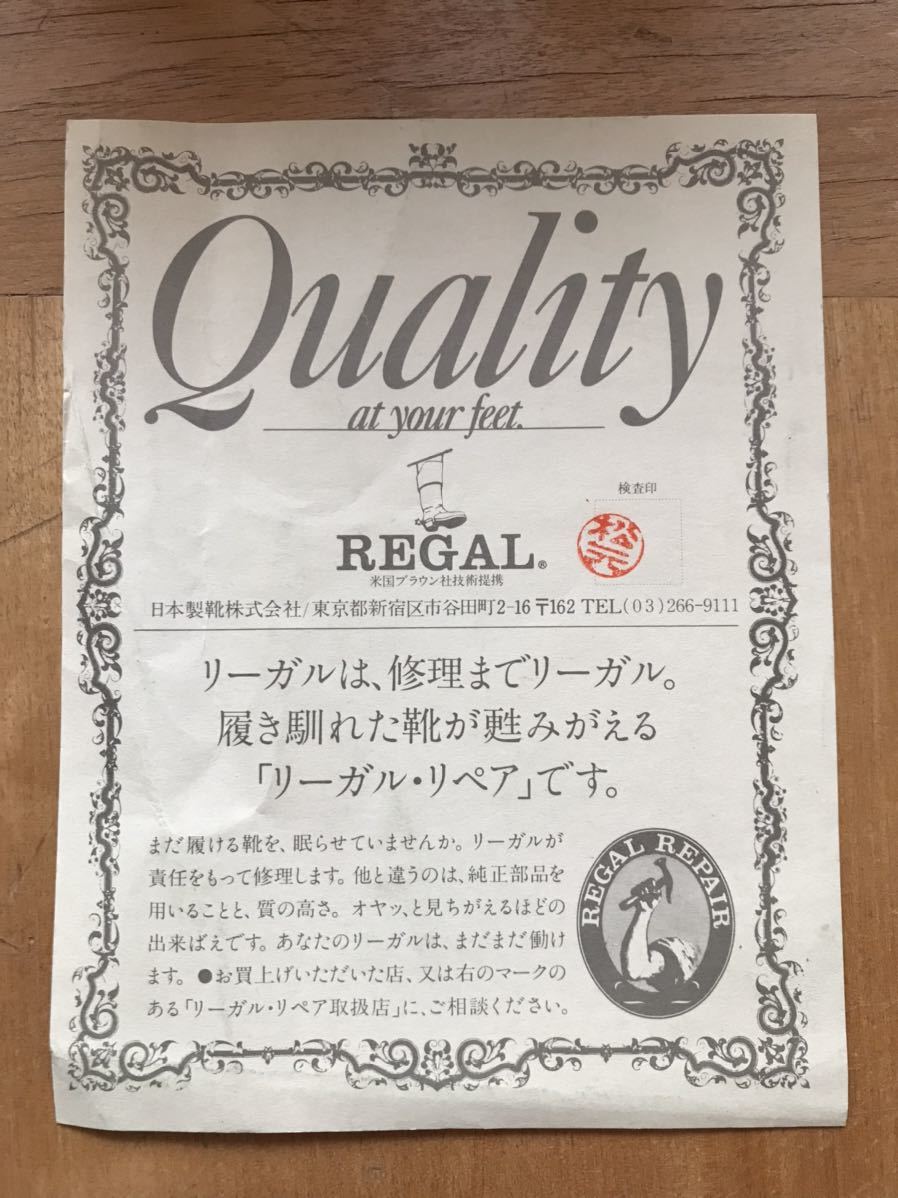 Quality
at your feet.
検査印
松元
REGAL®
米国ブラウン社技術提携
日本製靴株式会社/東京都新宿区市谷田町2-16 〒162 TEL(03)266-9111
リーガルは、修理までリーガル。
履き馴れた靴が甦みがえる
「リーガル・リペア」です。
まだ履ける靴を、眠らせていませんか。リーガルが
責任をもって修理します。他と違うのは、純正部品を
用いることと、質の高さ。オヤッ、と見ちがえるほどの
出来ばえです。あなたのリーガルは、まだまだ働け
ます。●お買上げいただいた店、又は右のマークの
ある「リーガル・リペア取扱店」に、ご相談ください。
REGAL REPAIR